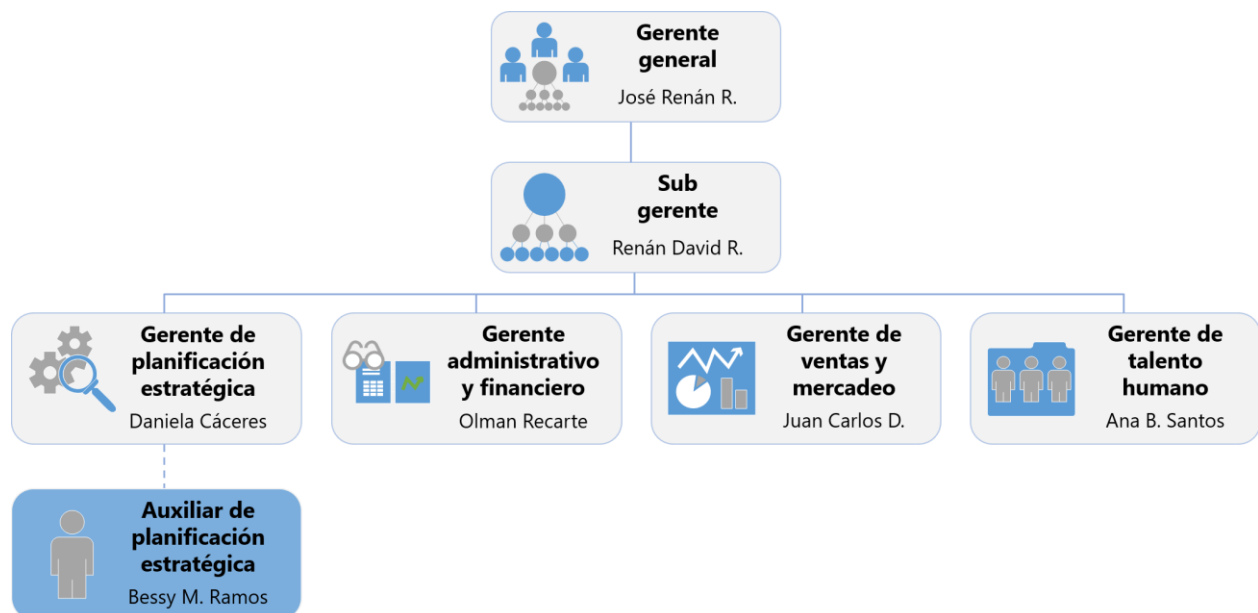 Gerente
general
José Renán R.
Sub
gerente
Renán David R.
Gerente de
planificación
estratégica
Daniela Cáceres
Gerente
administrativo
y financiero
Olman Recarte
Gerente de
ventas y
mercadeo
Juan Carlos D.
Gerente de
talento
humano
Ana B. Santos
Auxiliar de
planificación
estratégica
Bessy M. Ramos